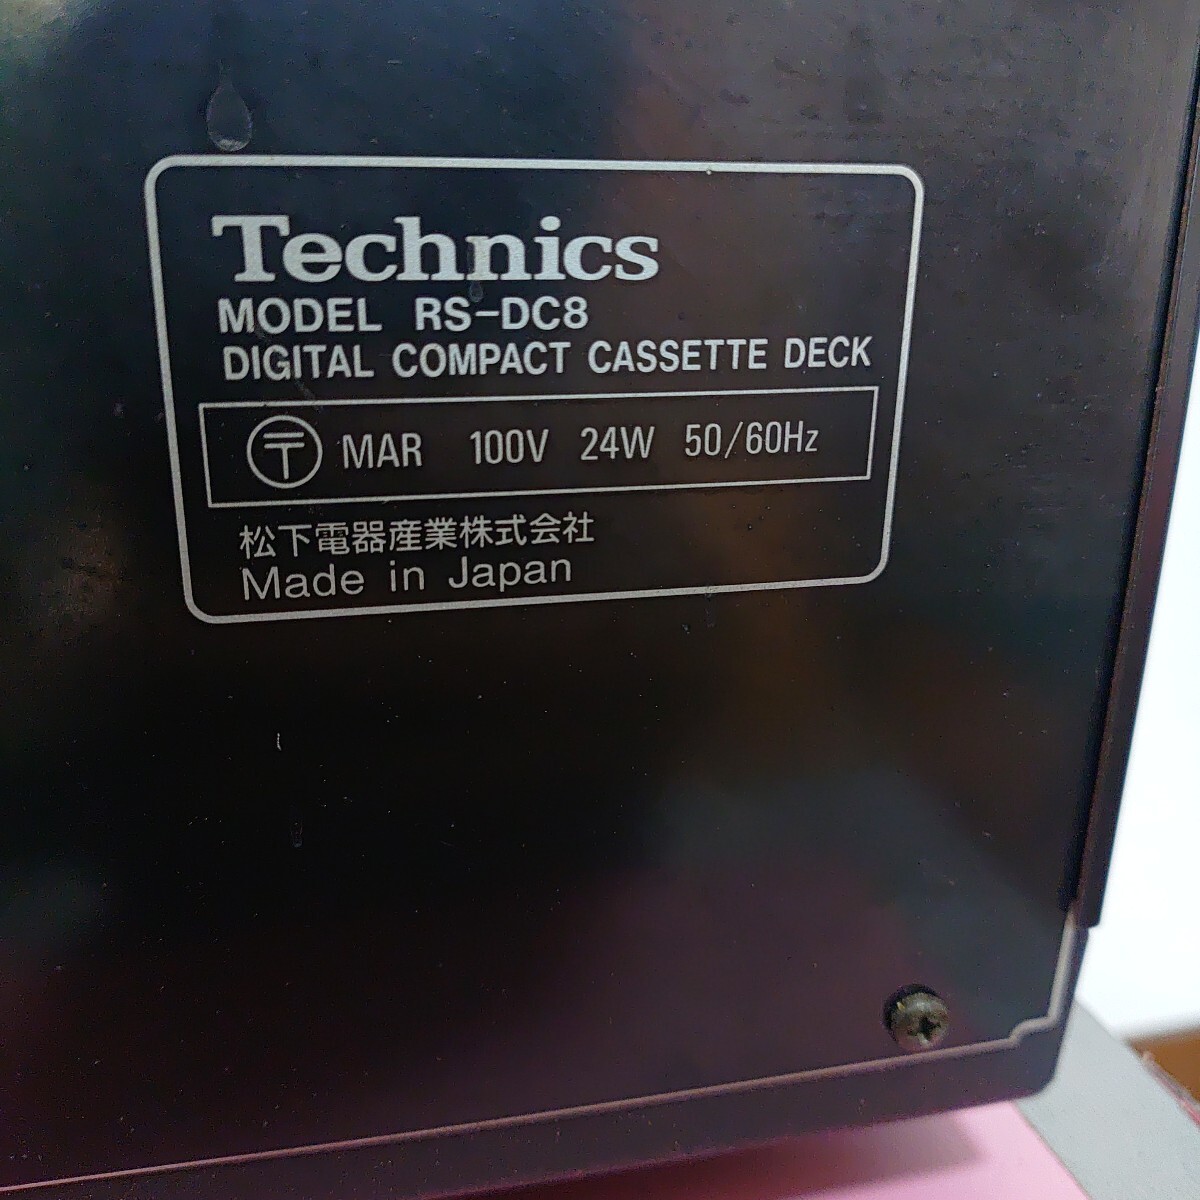 Technics
MODEL RS-DC8
DIGITAL COMPACT CASSETTE DECK
〶 MAR 100V 24W 50/60Hz
松下電器産業株式会社
Made in Japan